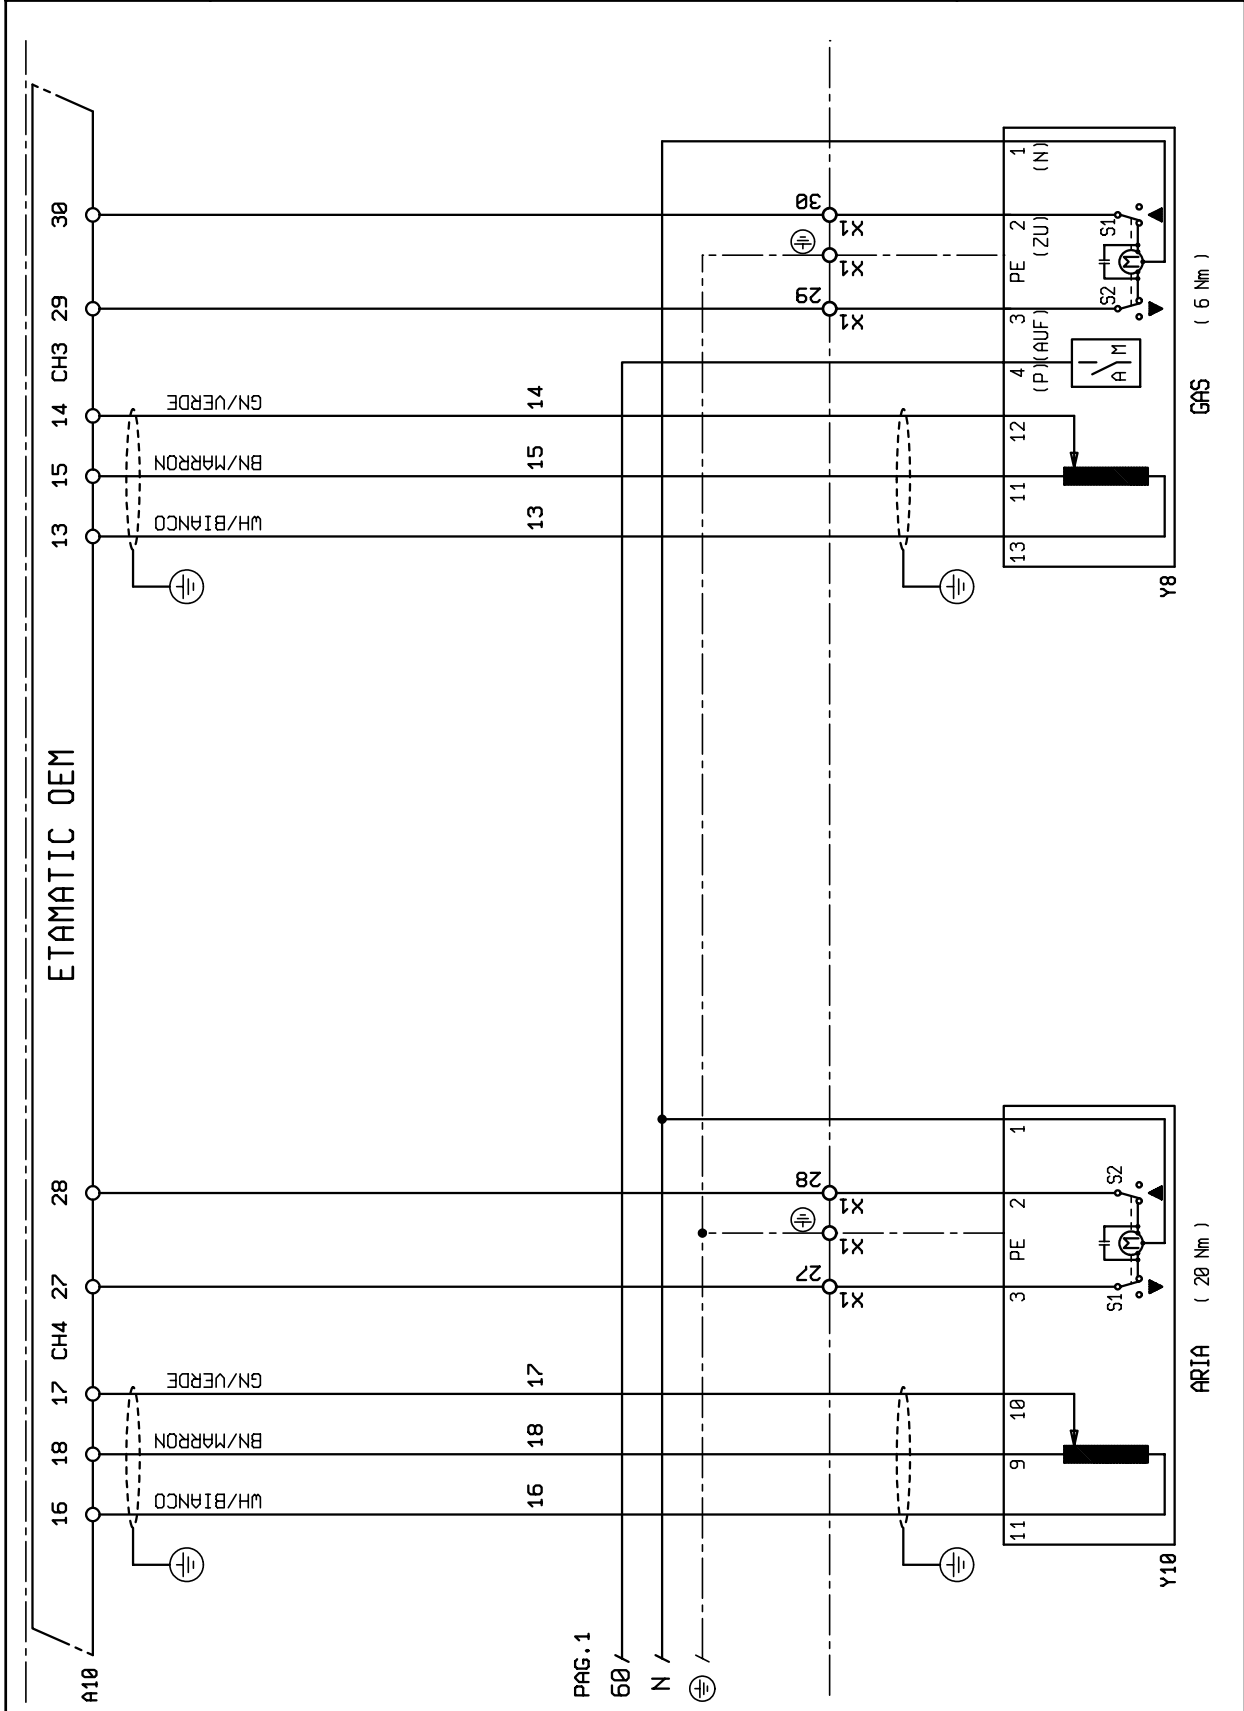 ETAMATIC OEM
A10
16 18 17 CH4 27 28
13 15 14 CH3 29 30
WH/BIANCO
BN/MARRON
GN/VERDE
WH/BIANCO
BN/MARRON
GN/VERDE
16 18 17
13 15 14
PAG.1
60
N
27 28
29 30
X1 X1 X1
X1 X1 X1
11 9 10 3 PE 2 1
13 11 12 4 3 PE 2 1
(P) (AUF) (ZU) (N)
S1 M S2
A M
S2 M S1
Y10
Y8
ARIA ( 20 Nm )
GAS ( 6 Nm )